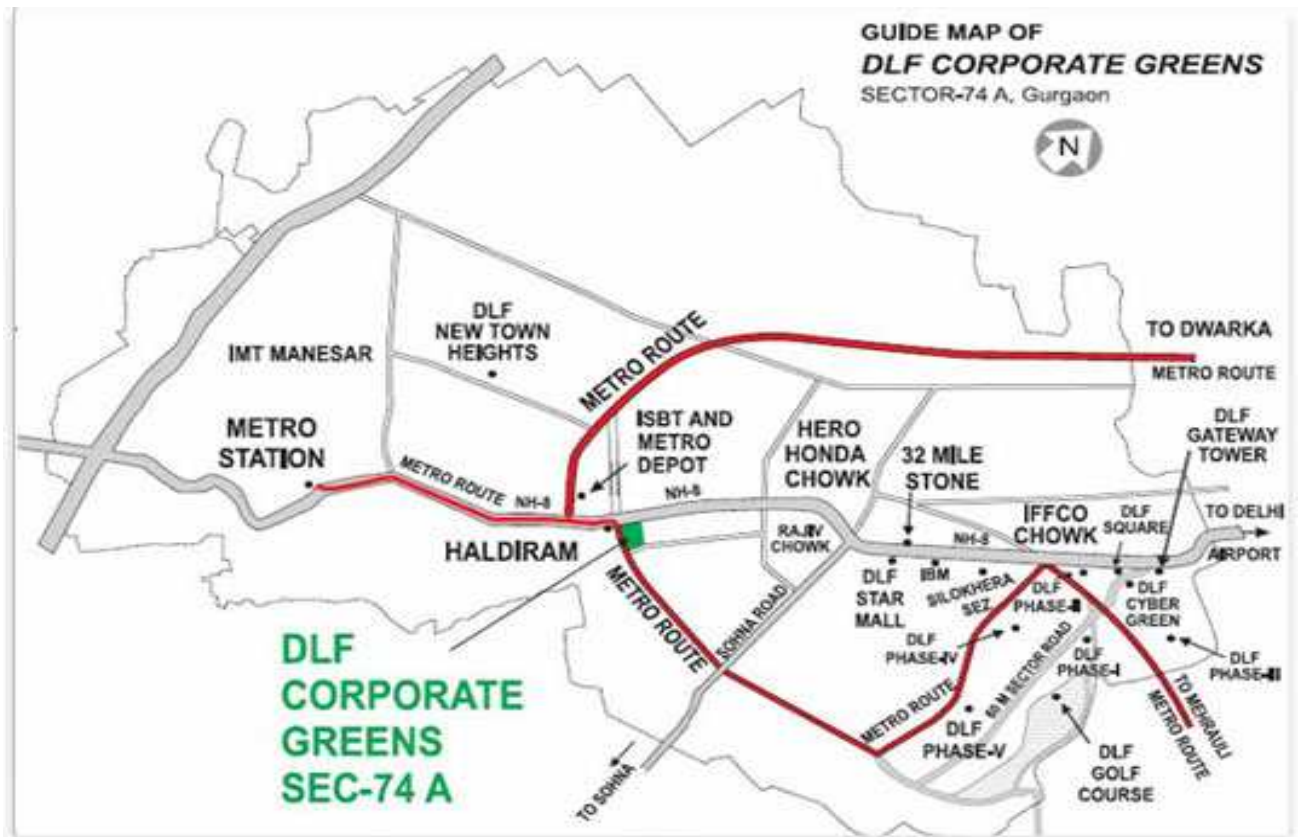 GUIDE MAP OF
DLF CORPORATE GREENS
SECTOR-74 A, Gurgaon
N
DLF
NEW TOWN
HEIGHTS
IMT MANESAR
METRO ROUTE
TO DWARKA
METRO ROUTE
METRO
STATION
METRO ROUTE
NH-8
ISBT AND
METRO
DEPOT
NH-8
HERO
HONDA
CHOWK
32 MILE
STONE
DLF
GATEWAY
TOWER
IFFCO
CHOWK
DLF
SQUARE
TO DELHI
AIRPORT
HALDIRAM
RAJIV
CHOWK
NH-8
DLF
STAR
MALL
IBM
SILOKHERA
SEZ
DLF
PHASE-II
DLF
CYBER
GREEN
METRO ROUTE
SOHNA ROAD
DLF
PHASE-IV
60 M SECTOR ROAD
DLF
PHASE-I
DLF
PHASE-III
DLF
CORPORATE
GREENS
SEC-74 A
METRO ROUTE
DLF
PHASE-V
TO MEHRAULI
METRO ROUTE
DLF
GOLF
COURSE
TO SOHNA